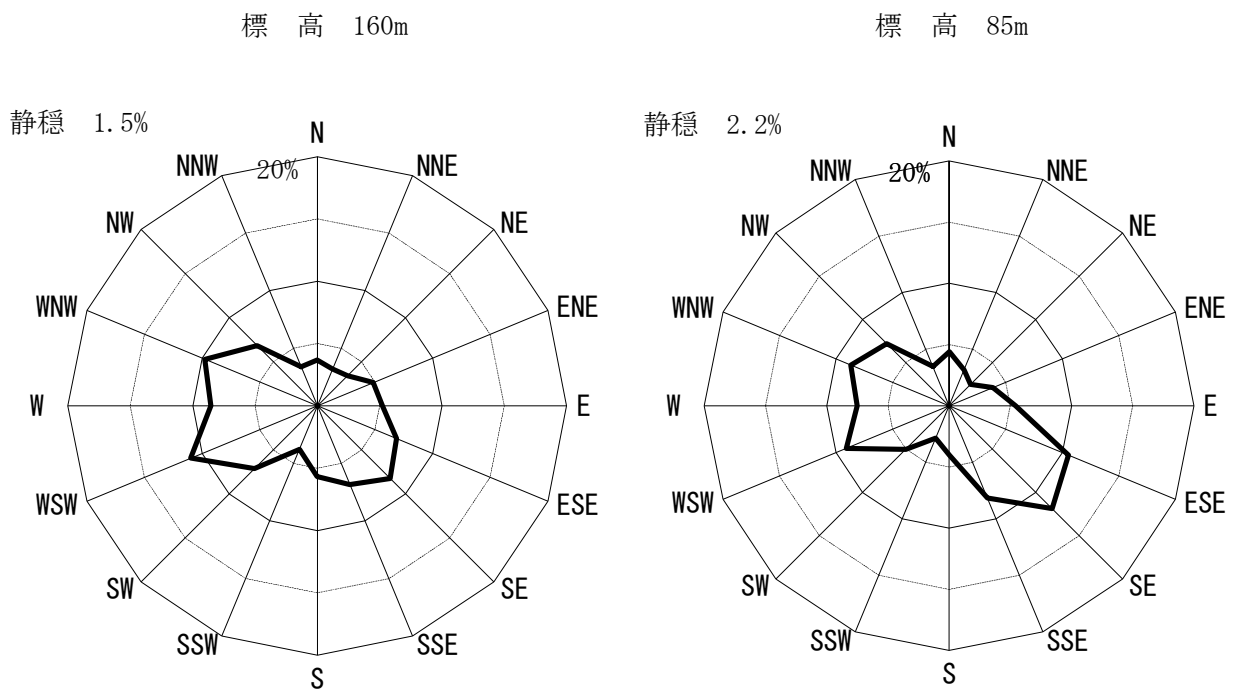 標 高 160m
静穏 1.5%
N
NNW
20%
NNE
NW
NE
WNW
ENE
W
E
WSW
ESE
SW
SE
SSW
SSE
S
標 高 85m
静穏 2.2%
N
NNW
20%
NNE
NW
NE
WNW
ENE
W
E
WSW
ESE
SW
SE
SSW
SSE
S